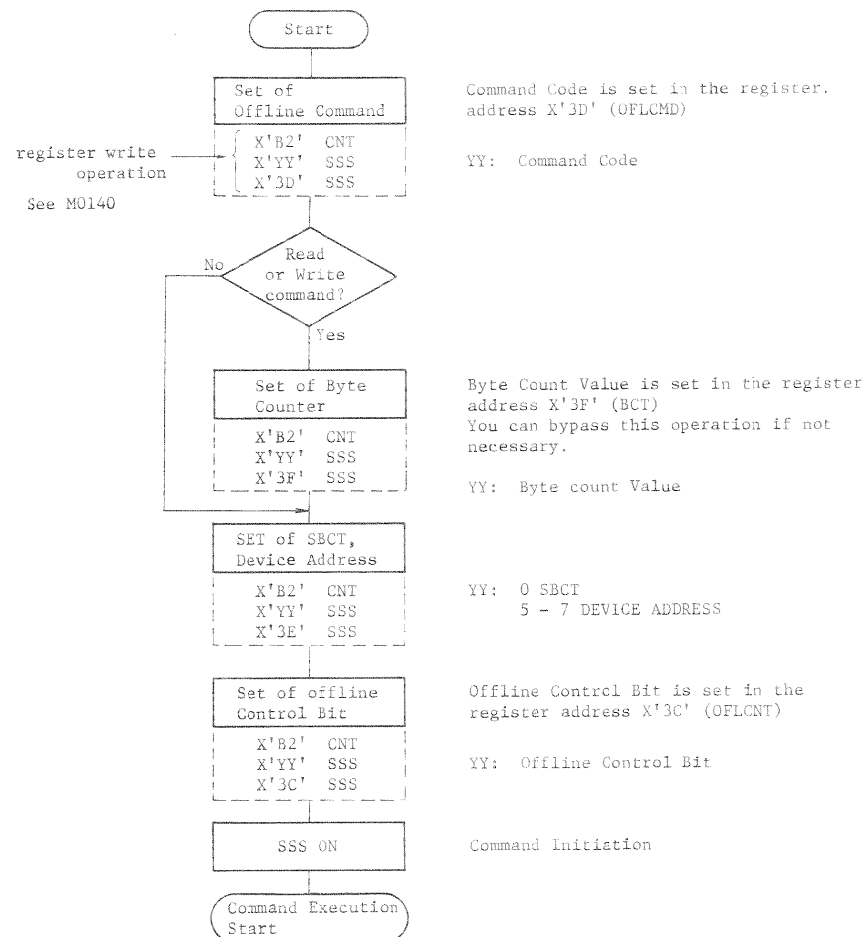 Start
Set of
Offline Command
Command Code is set in the register.
address X'3D' (OFLCMD)
register write
operation
See M0140
X'B2' CNT
X'YY' SSS
X'3D' SSS
YY: Command Code
Read
or Write
command?
No
Yes
Set of Byte
Counter
X'B2' CNT
X'YY' SSS
X'3F' SSS
Byte Count Value is set in the register
address X'3F' (BCT)
You can bypass this operation if not
necessary.
YY: Byte count Value
SET of SBCT,
Device Address
X'B2' CNT
X'YY' SSS
X'3E' SSS
YY: 0 SBCT
5 - 7 DEVICE ADDRESS
Set of offline
Control Bit
X'B2' CNT
X'YY' SSS
X'3C' SSS
Offline Control Bit is set in the
register address X'3C' (OFLCNT)
YY: Offline Control Bit
SSS ON
Command Initiation
Command Execution
Start